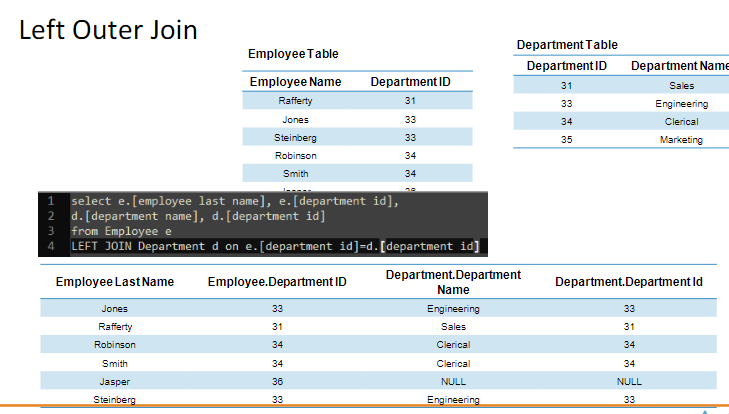 Left Outer Join
Employee Table
Employee Name Department ID
Rafferty 31
Jones 33
Steinberg 33
Robinson 34
Smith 34
Department Table
Department ID Department Name
31 Sales
33 Engineering
34 Clerical
35 Marketing
1 select e.[employee last name], e.[department id],
2 d.[department name], d.[department id]
3 from Employee e
4 LEFT JOIN Department d on e.[department id]=d.[department id]
Employee Last Name Employee.Department ID Department.Department Name Department.Department Id
Jones 33 Engineering 33
Rafferty 31 Sales 31
Robinson 34 Clerical 34
Smith 34 Clerical 34
Jasper 36 NULL NULL
Steinberg 33 Engineering 33